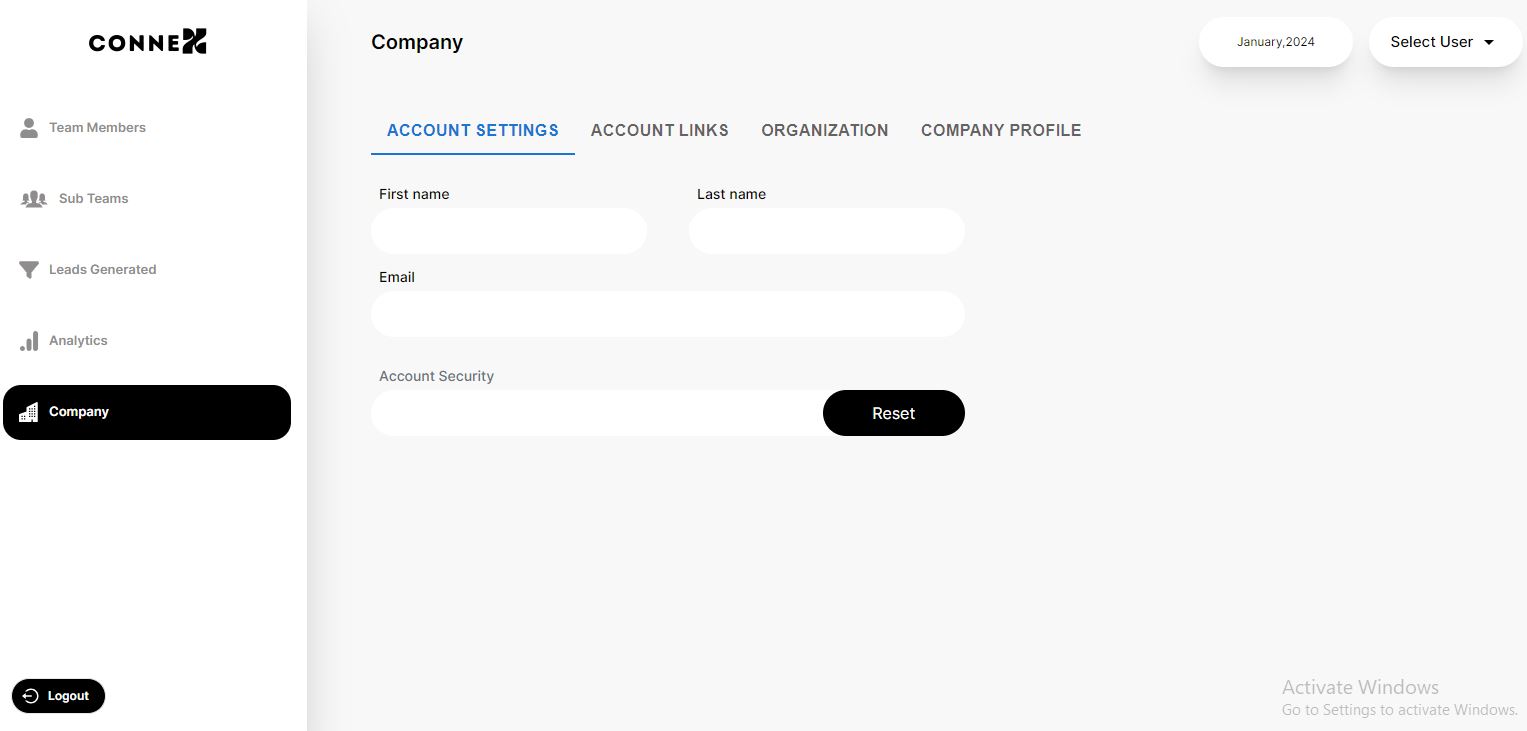 CONNEX
Team Members
Sub Teams
Leads Generated
Analytics
Company
Logout
Company
January,2024
Select User
ACCOUNT SETTINGS
ACCOUNT LINKS
ORGANIZATION
COMPANY PROFILE
First name
Last name
Email
Account Security
Reset
Activate Windows
Go to Settings to activate Windows.